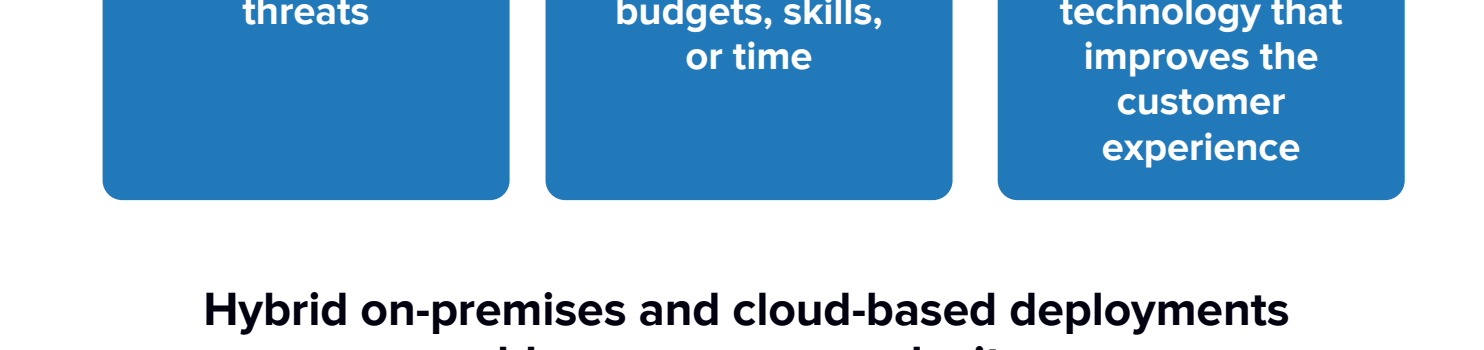 threats
budgets, skills,
or time
technology that
improves the
customer
experience
Hybrid on-premises and cloud-based deployments